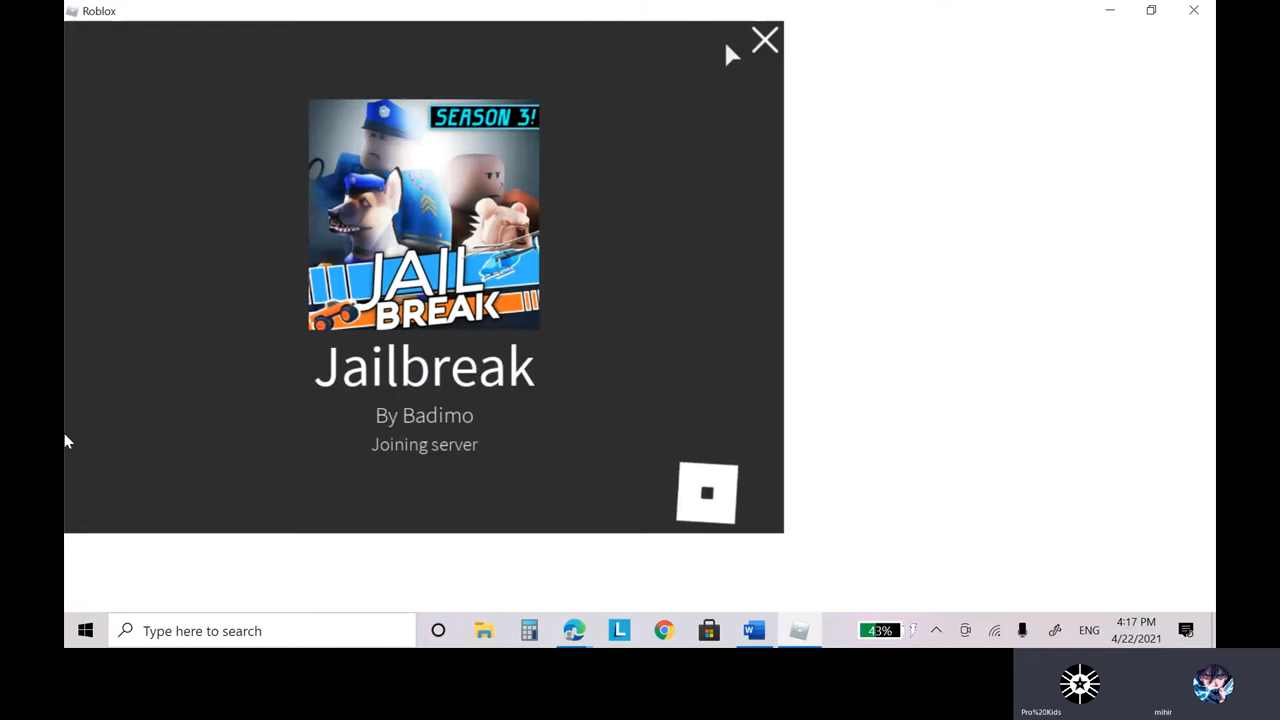 Roblox
SEASON 3!
JAIL
BREAK
Jailbreak
By Badimo
Joining server
Type here to search
L
W
43%
ENG
4:17 PM
4/22/2021
Pro%20Kids
mihir